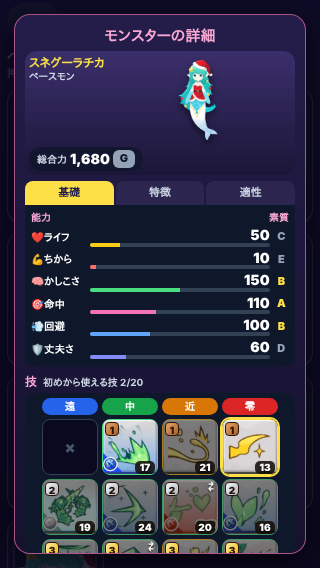 モンスターの詳細
スネグーラチカ
ベースモン
総合力 1,680 G
基礎 特徴 適性
能力 素質
ライフ 50 C
ちから 10 E
かしこさ 150 B
命中 110 A
回避 100 B
丈夫さ 60 D
技 初めから使える技 2/20
遠 中 近 零
× 1 17 1 21 1 13
2 19 2 24 2 20 2 16
3 3 3 3